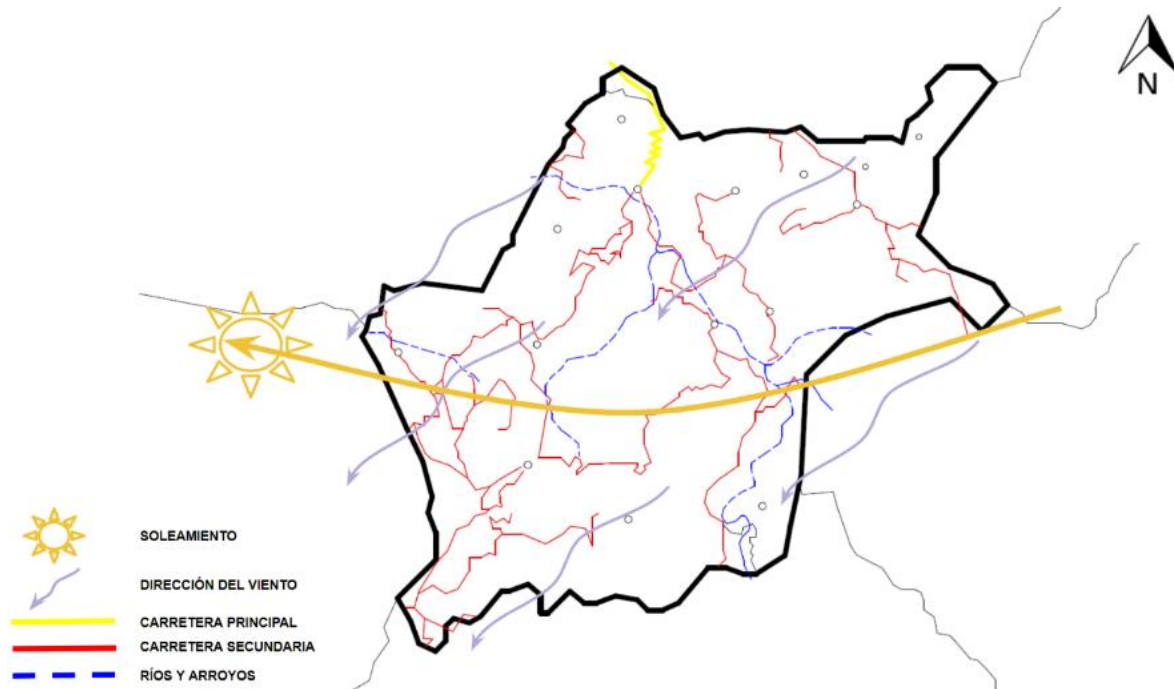 N
SOLEAMIENTO
DIRECCIÓN DEL VIENTO
CARRETERA PRINCIPAL
CARRETERA SECUNDARIA
RÍOS Y ARROYOS